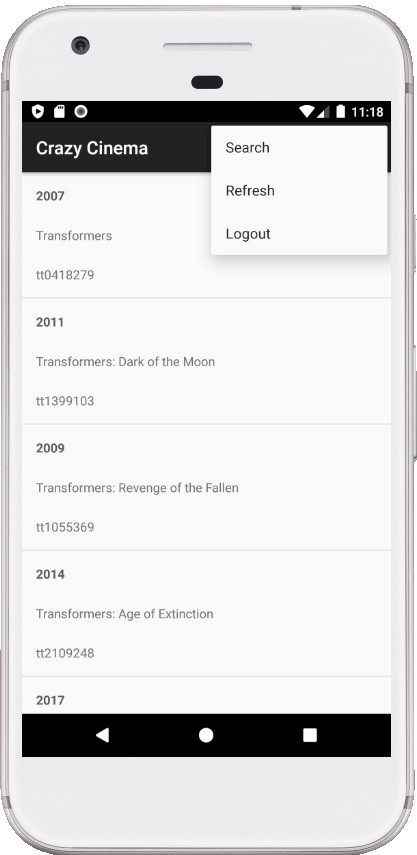 11:18
Crazy Cinema
Search
Refresh
Logout
2007
Transformers
tt0418279
2011
Transformers: Dark of the Moon
tt1399103
2009
Transformers: Revenge of the Fallen
tt1055369
2014
Transformers: Age of Extinction
tt2109248
2017